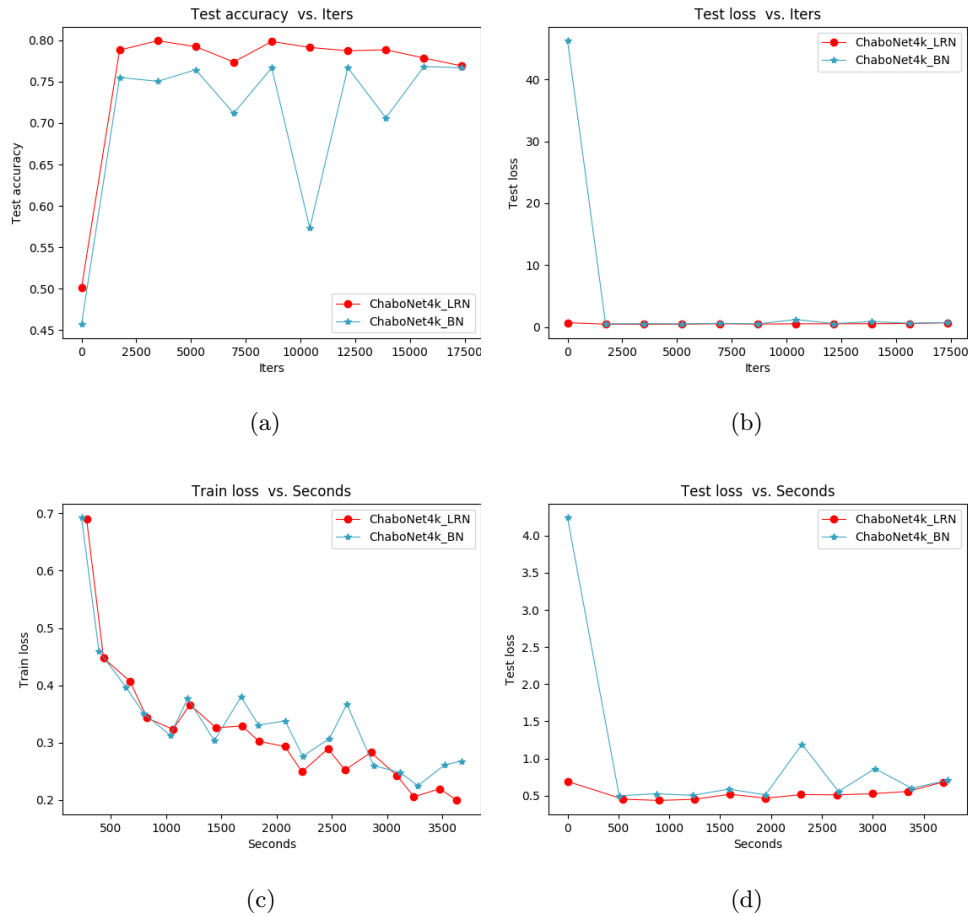 Test accuracy  vs. Iters
0.80
0.75
0.70
0.65
0.60
0.55
0.50
0.45
Test accuracy
ChaboNet4k_LRN
ChaboNet4k_BN
0 2500 5000 7500 10000 12500 15000 17500
Iters
(a)
Test loss  vs. Iters
40
30
20
10
0
Test loss
ChaboNet4k_LRN
ChaboNet4k_BN
0 2500 5000 7500 10000 12500 15000 17500
Iters
(b)
Train loss  vs. Seconds
0.7
0.6
0.5
0.4
0.3
0.2
Train loss
ChaboNet4k_LRN
ChaboNet4k_BN
500 1000 1500 2000 2500 3000 3500
Seconds
(c)
Test loss  vs. Seconds
4.0
3.5
3.0
2.5
2.0
1.5
1.0
0.5
Test loss
ChaboNet4k_LRN
ChaboNet4k_BN
0 500 1000 1500 2000 2500 3000 3500
Seconds
(d)